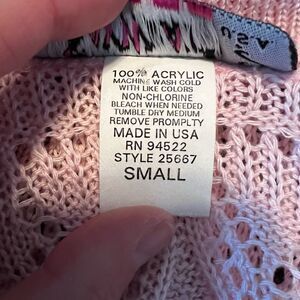 100% ACRYLIC
MACHINE WASH COLD
WITH LIKE COLORS
NON-CHLORINE
BLEACH WHEN NEEDED
TUMBLE DRY MEDIUM
REMOVE PROMPLTY
MADE IN USA
RN 94522
STYLE 25667
SMALL